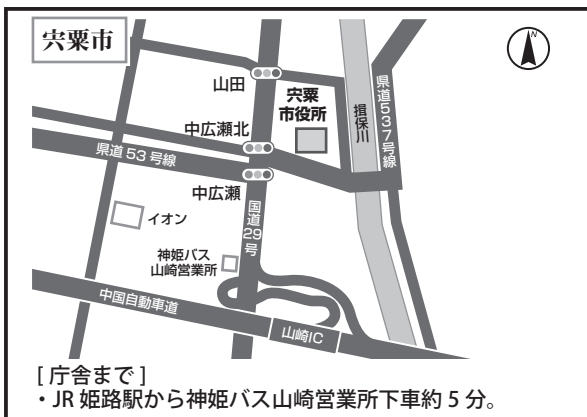 宍粟市
N
山田
宍粟
市役所
揖保川
県道537号線
中広瀬北
県道53号線
中広瀬
国道29号
イオン
神姫バス
山崎営業所
中国自動車道
山崎IC
[庁舎まで]
・JR 姫路駅から神姫バス山崎営業所下車約 5 分。